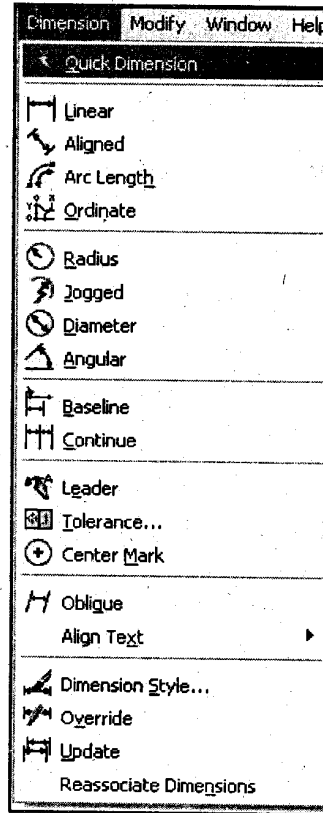 Dimension Modify Window Help
Quick Dimension
Linear
Aligned
Arc Length
Ordinate
Radius
Jogged
Diameter
Angular
Baseline
Continue
Leader
Tolerance...
Center Mark
Oblique
Align Text
Dimension Style...
Override
Update
Reassociate Dimensions